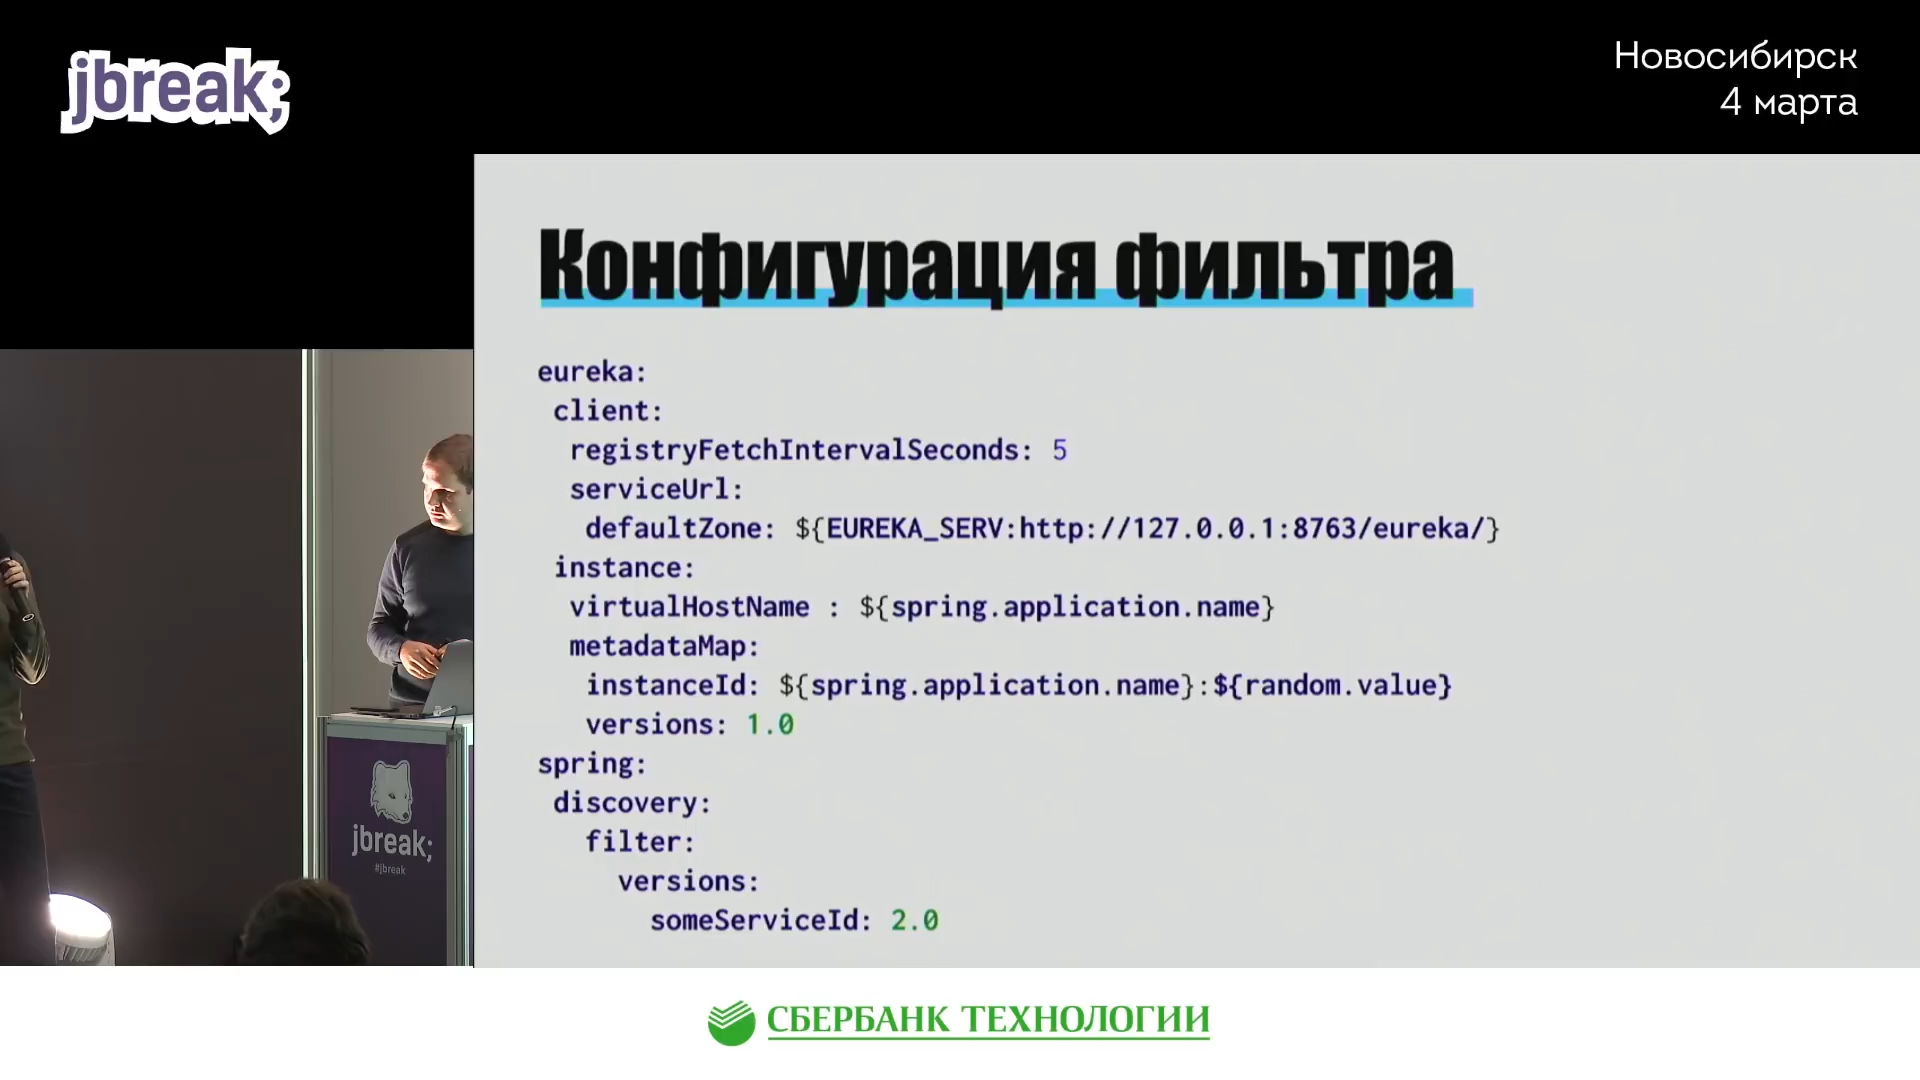 jbreak;
Новосибирск
4 марта
Конфигурация фильтра
eureka:
client:
registryFetchIntervalSeconds: 5
serviceUrl:
defaultZone: ${EUREKA_SERV:http://127.0.0.1:8763/eureka/}
instance:
virtualHostName : ${spring.application.name}
metadataMap:
instanceId: ${spring.application.name}:${random.value}
versions: 1.0
spring:
discovery:
filter:
versions:
someServiceId: 2.0
jbreak;
#jbreak
СБЕРБАНК ТЕХНОЛОГИИ